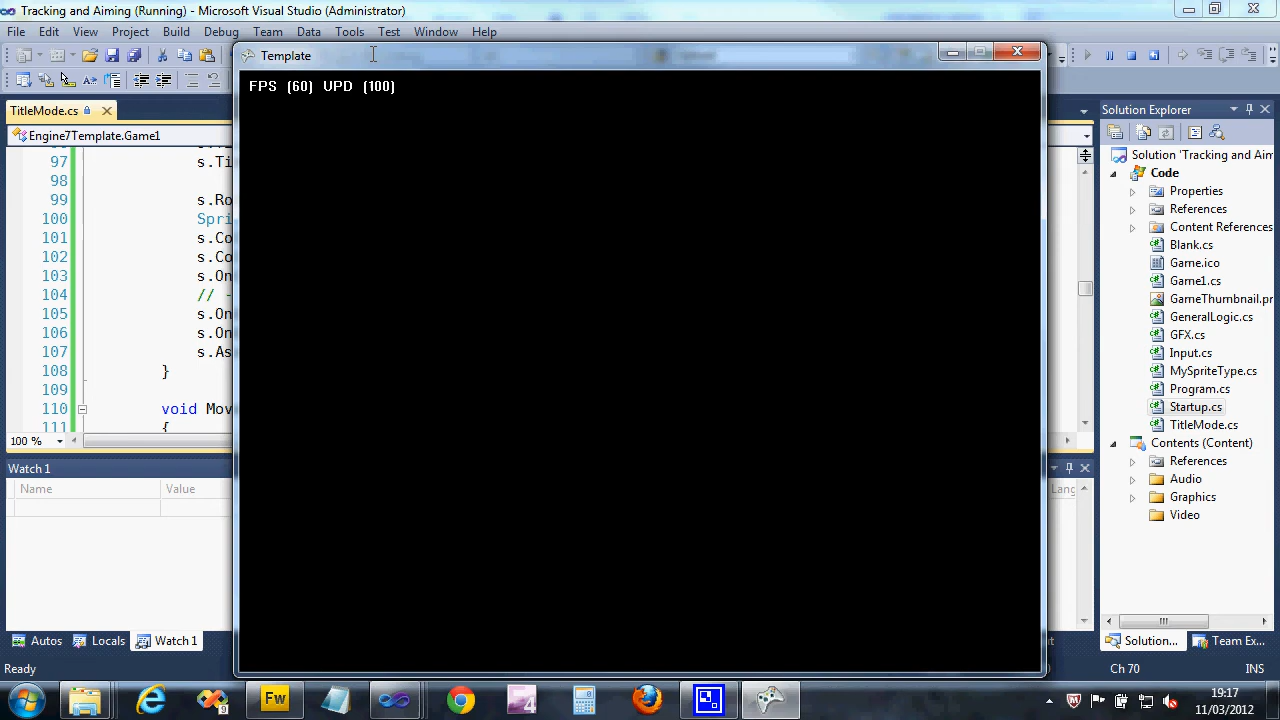 Tracking and Aiming (Running) - Microsoft Visual Studio (Administrator)
File Edit View Project Build Debug Team Data Tools Test Window Help
Template
FPS (60) UPD (100)
TitleMode.cs
Engine7Template.Game1
97 s.Ti
98
99 s.Ro
100 Spri
101 s.Co
102 s.Co
103 s.On
104 // -
105 s.On
106 s.On
107 s.As
108 }
109
110 void Mov
111 {
100 %
Watch 1
Name Value
Lang
Autos Locals Watch 1
Ready
Ch 70 INS
Solution Explorer
Solution 'Tracking and Aim
Code
Properties
References
Content References
Blank.cs
Game.ico
Game1.cs
GameThumbnail.pr
GeneralLogic.cs
GFX.cs
Input.cs
MySpriteType.cs
Program.cs
Startup.cs
TitleMode.cs
Contents (Content)
References
Audio
Graphics
Video
Solution... Team Ex...
Fw
4
19:17
11/03/2012